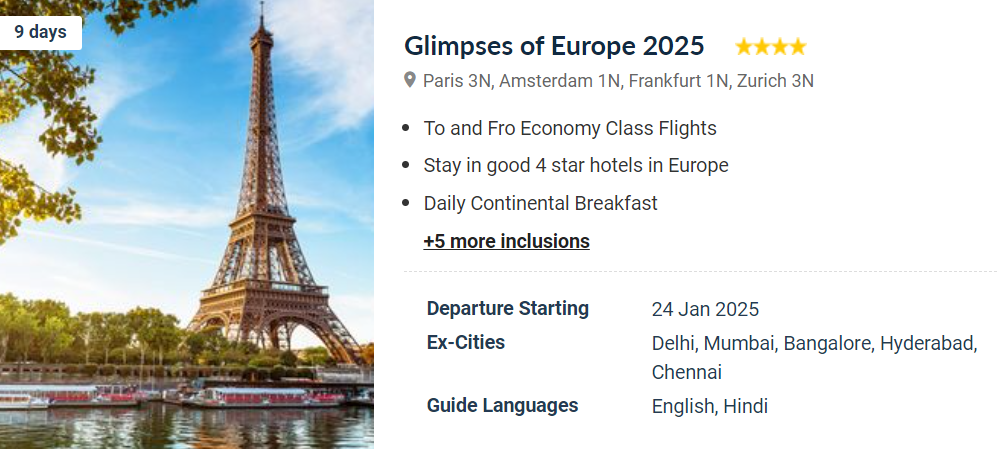 9 days
Glimpses of Europe 2025
Paris 3N, Amsterdam 1N, Frankfurt 1N, Zurich 3N
To and Fro Economy Class Flights
Stay in good 4 star hotels in Europe
Daily Continental Breakfast
+5 more inclusions
Departure Starting 24 Jan 2025
Ex-Cities Delhi, Mumbai, Bangalore, Hyderabad,
Chennai
Guide Languages English, Hindi